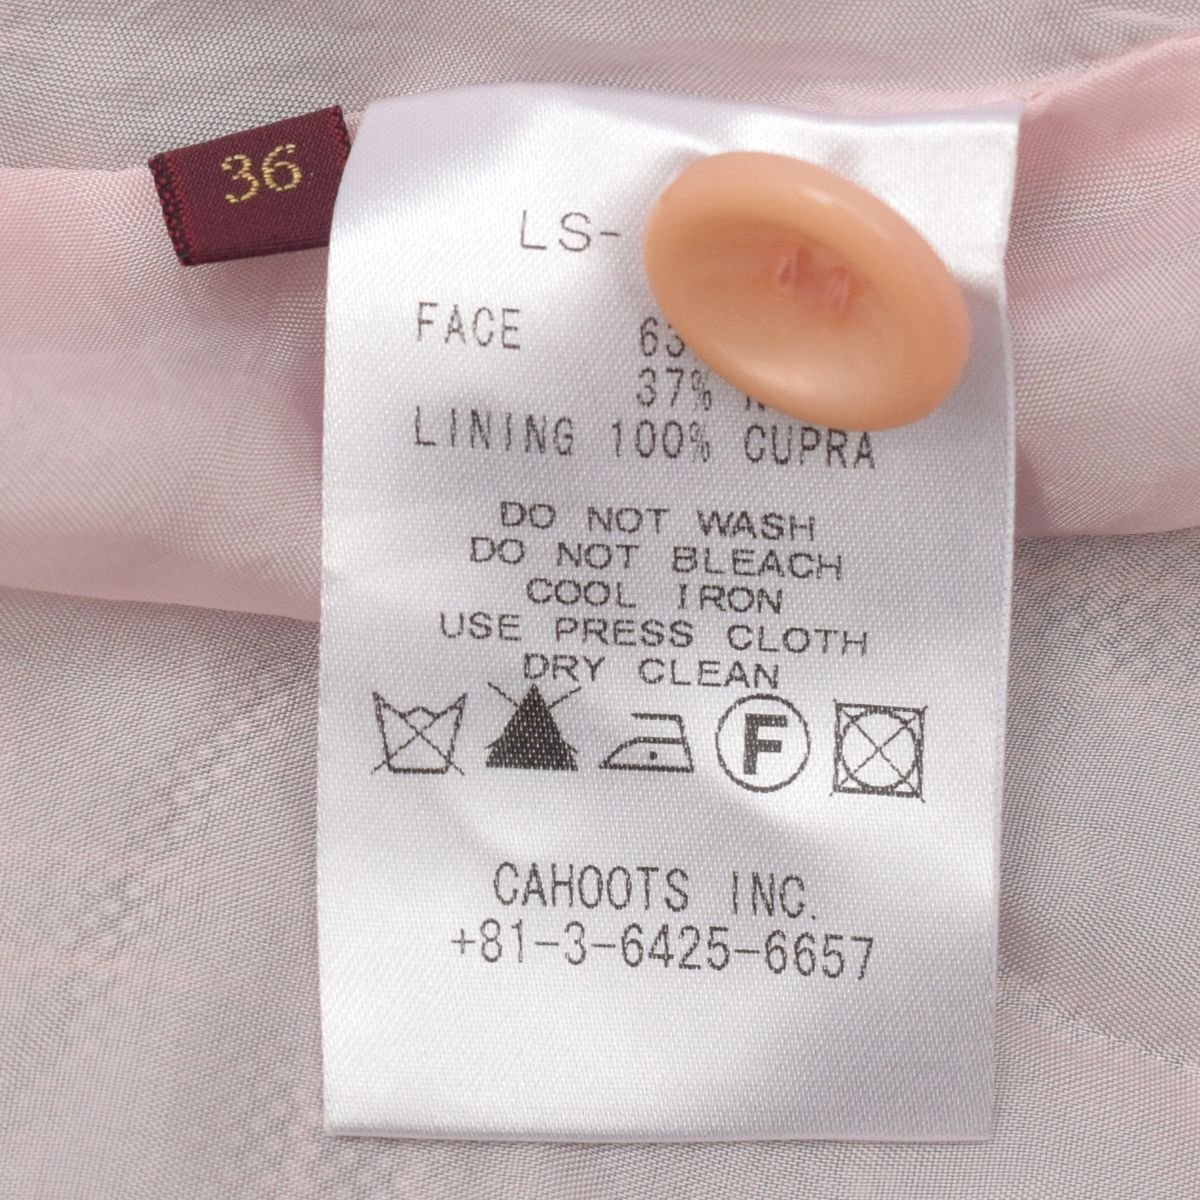 36
LS-
FACE 63
37%
LINING 100% CUPRA
DO NOT WASH
DO NOT BLEACH
COOL IRON
USE PRESS CLOTH
DRY CLEAN
F
CAHOOTS INC.
+81-3-6425-6657